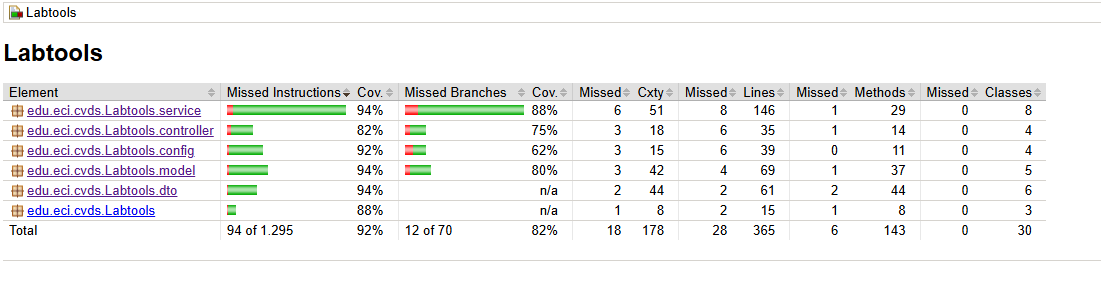 Labtools
Labtools
Element Missed Instructions Cov. Missed Branches Cov. Missed Cxty Missed Lines Missed Methods Missed Classes
edu.eci.cvds.Labtools.service 94% 88% 6 51 8 146 1 29 0 8
edu.eci.cvds.Labtools.controller 82% 75% 3 18 6 35 1 14 0 4
edu.eci.cvds.Labtools.config 92% 62% 3 15 6 39 0 11 0 4
edu.eci.cvds.Labtools.model 94% 80% 3 42 4 69 1 37 0 5
edu.eci.cvds.Labtools.dto 94% n/a 2 44 2 61 2 44 0 6
edu.eci.cvds.Labtools 88% n/a 1 8 2 15 1 8 0 3
Total 94 of 1.295 92% 12 of 70 82% 18 178 28 365 6 143 0 30